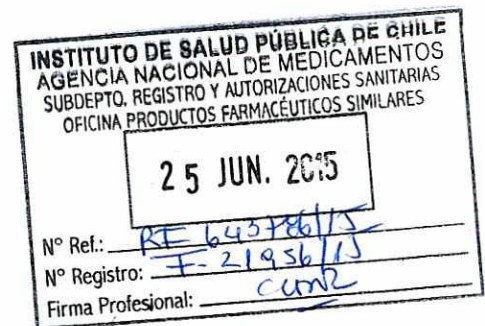 INSTITUTO DE SALUD PÚBLICA DE CHILE
AGENCIA NACIONAL DE MEDICAMENTOS
SUBDEPTO. REGISTRO Y AUTORIZACIONES SANITARIAS
OFICINA PRODUCTOS FARMACÉUTICOS SIMILARES
25 JUN. 2015
N° Ref.: RF 643786/15
N° Registro: F-21956/15
Firma Profesional: